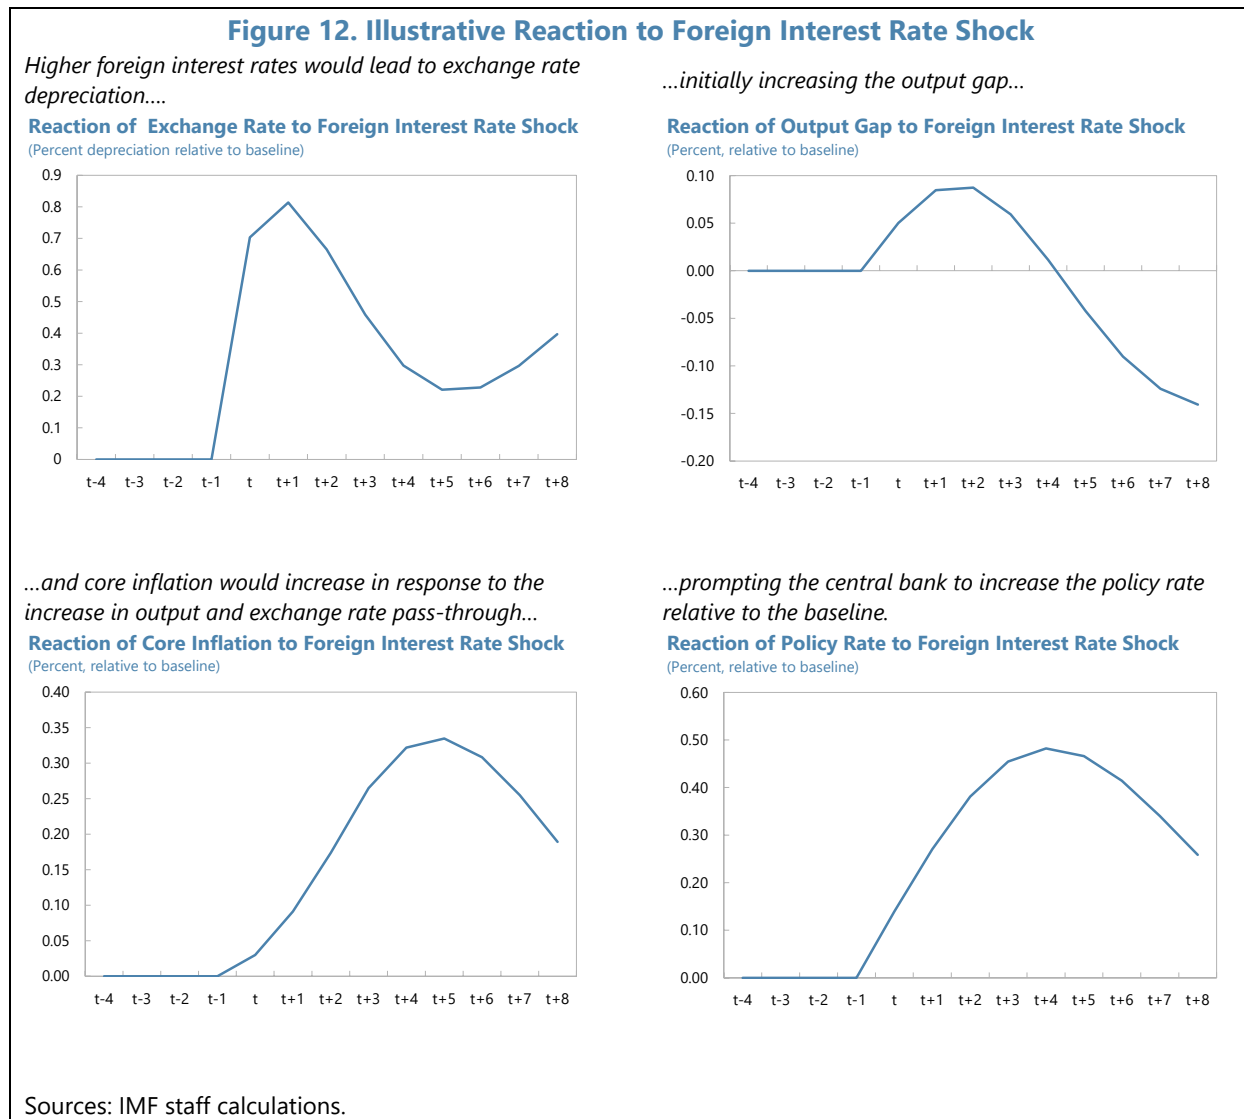 Figure 12. Illustrative Reaction to Foreign Interest Rate Shock
Higher foreign interest rates would lead to exchange rate
depreciation....
Reaction of  Exchange Rate to Foreign Interest Rate Shock
(Percent depreciation relative to baseline)
0.9
0.8
0.7
0.6
0.5
0.4
0.3
0.2
0.1
0
t-4 t-3 t-2 t-1 t t+1 t+2 t+3 t+4 t+5 t+6 t+7 t+8
...initially increasing the output gap...
Reaction of Output Gap to Foreign Interest Rate Shock
(Percent, relative to baseline)
0.10
0.05
0.00
-0.05
-0.10
-0.15
-0.20
t-4 t-3 t-2 t-1 t t+1 t+2 t+3 t+4 t+5 t+6 t+7 t+8
...and core inflation would increase in response to the
increase in output and exchange rate pass-through...
Reaction of Core Inflation to Foreign Interest Rate Shock
(Percent, relative to baseline)
0.40
0.35
0.30
0.25
0.20
0.15
0.10
0.05
0.00
t-4 t-3 t-2 t-1 t t+1 t+2 t+3 t+4 t+5 t+6 t+7 t+8
...prompting the central bank to increase the policy rate
relative to the baseline.
Reaction of Policy Rate to Foreign Interest Rate Shock
(Percent, relative to baseline)
0.60
0.50
0.40
0.30
0.20
0.10
0.00
t-4 t-3 t-2 t-1 t t+1 t+2 t+3 t+4 t+5 t+6 t+7 t+8
Sources: IMF staff calculations.